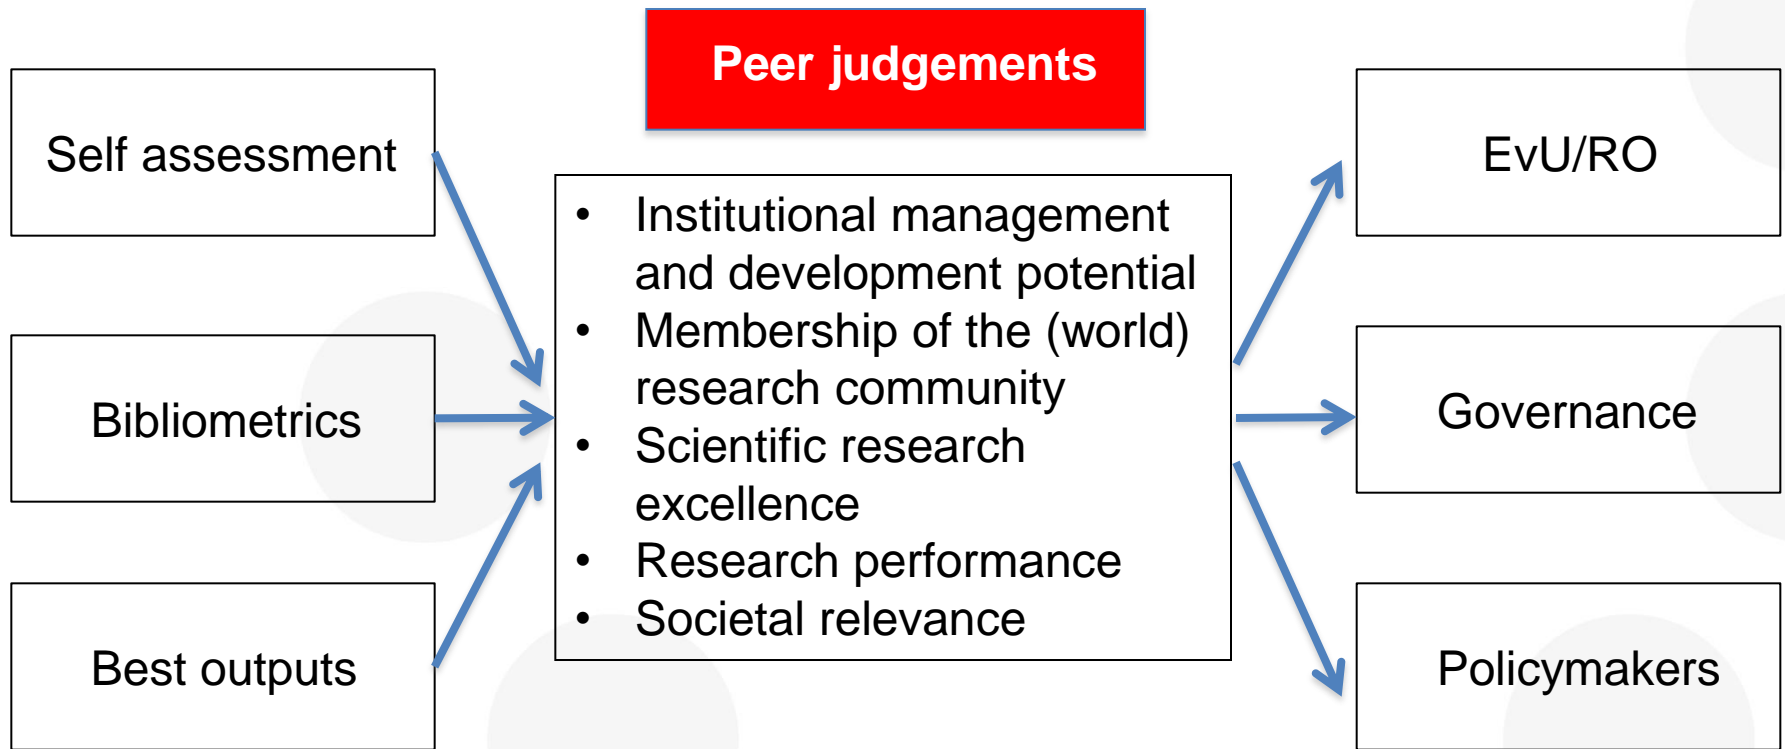 Peer judgements
Self assessment
Bibliometrics
Best outputs
• Institutional management
and development potential
• Membership of the (world)
research community
• Scientific research
excellence
• Research performance
• Societal relevance
EvU/RO
Governance
Policymakers